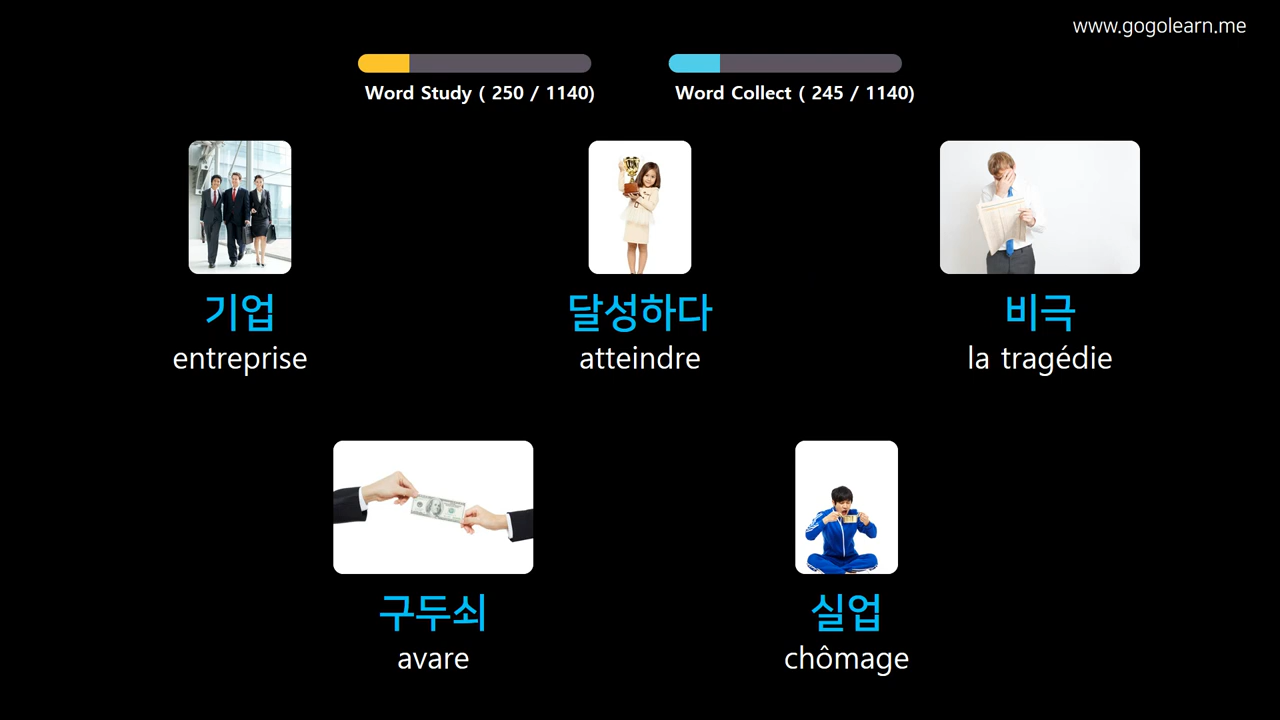 www.gogolearn.me
Word Study ( 250 / 1140)
Word Collect ( 245 / 1140)
기업
entreprise
달성하다
atteindre
비극
la tragédie
구두쇠
avare
실업
chômage